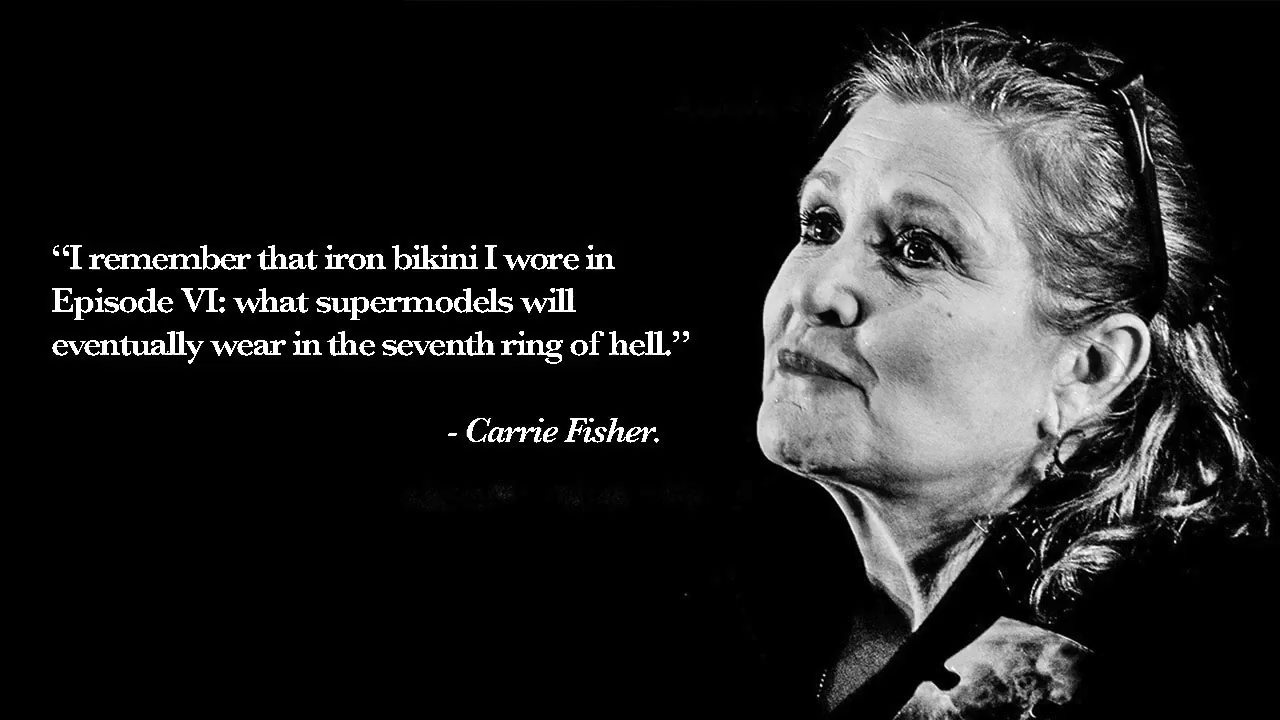 “I remember that iron bikini I wore in
Episode VI: what supermodels will
eventually wear in the seventh ring of hell.”
- Carrie Fisher.